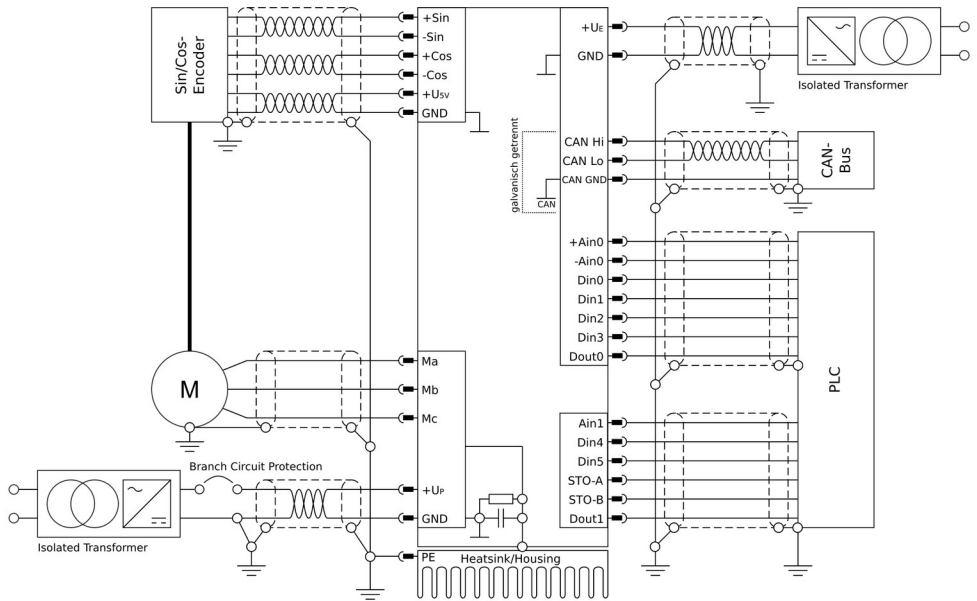 Sin/Cos-
Encoder
+Sin
-Sin
+Cos
-Cos
+USV
GND
+UE
GND
Isolated Transformer
galvanisch getrennt
CAN Hi
CAN Lo
CAN GND
CAN
CAN-
Bus
+Ain0
-Ain0
Din0
Din1
Din2
Din3
Dout0
PLC
M
Ma
Mb
Mc
Ain1
Din4
Din5
STO-A
STO-B
Dout1
Branch Circuit Protection
+UP
GND
Isolated Transformer
PE
Heatsink/Housing